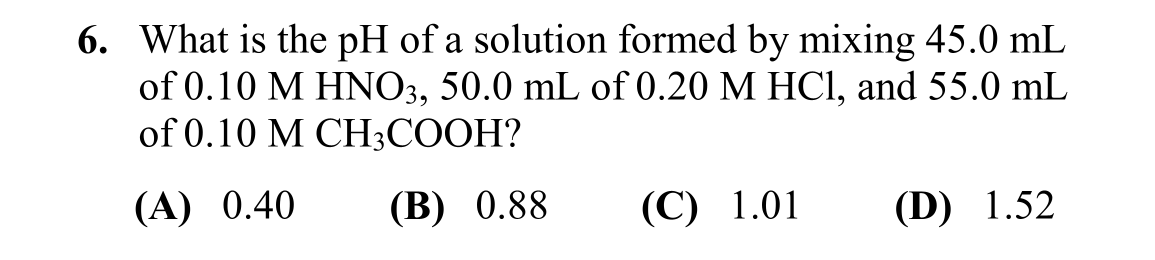 6. What is the pH of a solution formed by mixing 45.0 mL
of 0.10 M HNO₃, 50.0 mL of 0.20 M HCl, and 55.0 mL
of 0.10 M CH₃COOH?
(A) 0.40 (B) 0.88 (C) 1.01 (D) 1.52